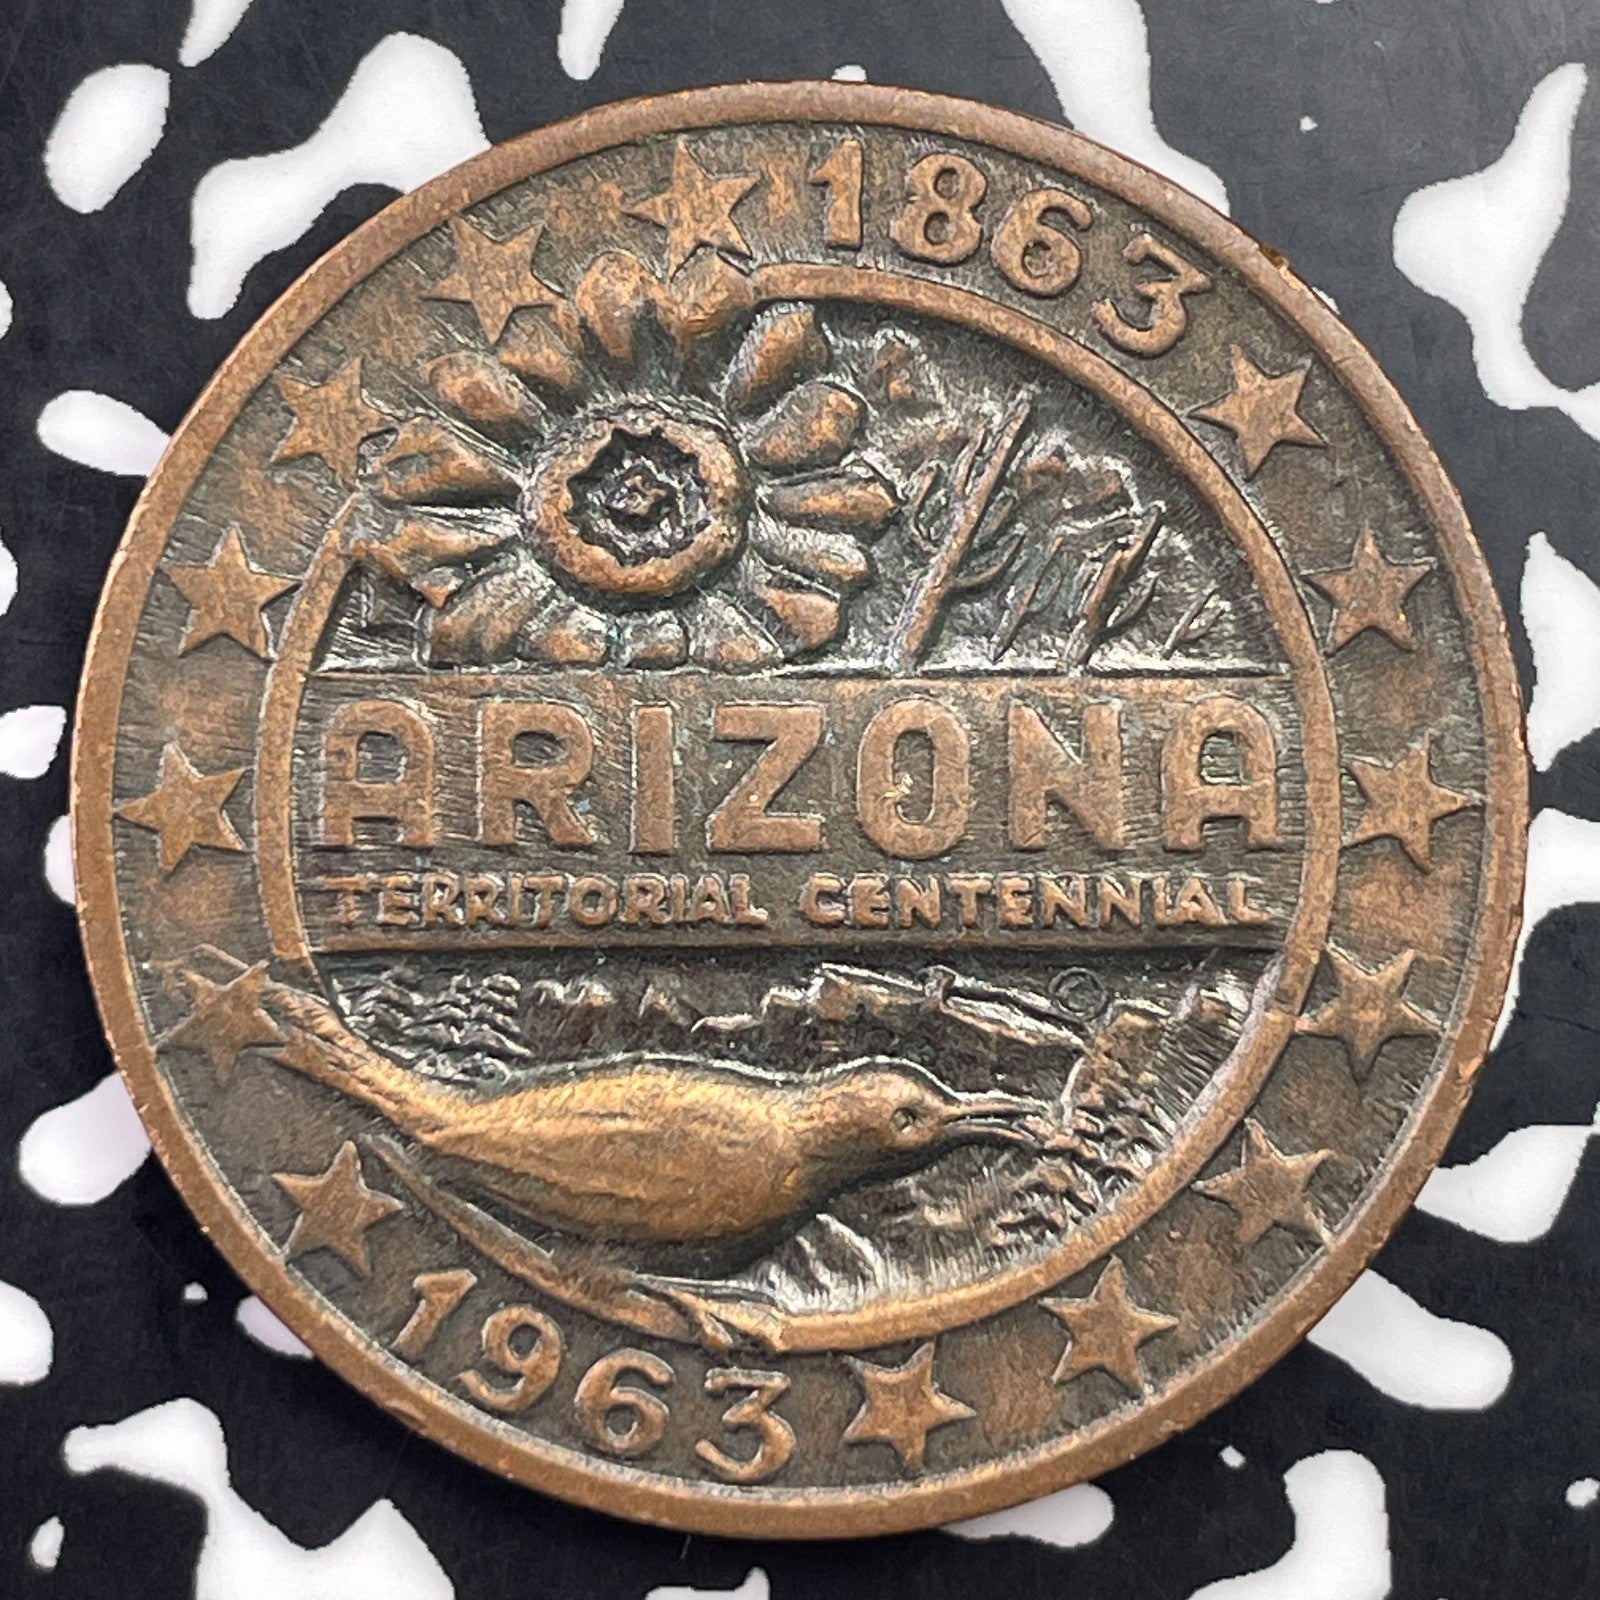 1863
ARIZONA
TERRITORIAL CENTENNIAL
1963